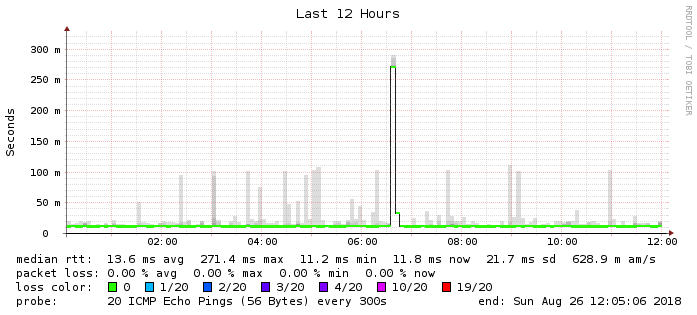 Last 12 Hours
RRDTOOL / TOBI OETIKER
Seconds
300 m
250 m
200 m
150 m
100 m
50 m
0
02:00 04:00 06:00 08:00 10:00 12:00
median rtt: 13.6 ms avg 271.4 ms max 11.2 ms min 11.8 ms now 21.7 ms sd 628.9 m am/s
packet loss: 0.00 % avg 0.00 % max 0.00 % min 0.00 % now
loss color: 0 1/20 2/20 3/20 4/20 10/20 19/20
probe: 20 ICMP Echo Pings (56 Bytes) every 300s end: Sun Aug 26 12:05:06 2018